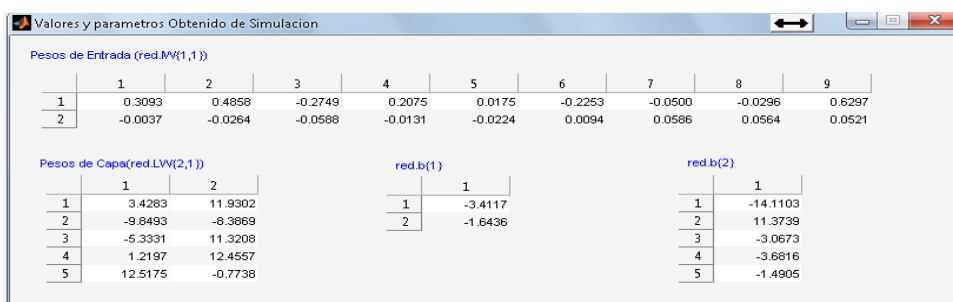 Valores y parametros Obtenido de Simulacion
Pesos de Entrada (red.IW{1,1})
1 2 3 4 5 6 7 8 9
1 0.3093 0.4858 -0.2749 0.2075 0.0175 -0.2253 -0.0500 -0.0296 0.6297
2 -0.0037 -0.0264 -0.0588 -0.0131 -0.0224 0.0094 0.0586 0.0564 0.0521
Pesos de Capa(red.LW{2,1})
1 2
1 3.4283 11.9302
2 -9.8493 -8.3869
3 -5.3331 11.3208
4 1.2197 12.4557
5 12.5175 -0.7738
red.b{1}
1
1 -3.4117
2 -1.6436
red.b{2}
1
1 -14.1103
2 11.3739
3 -3.0673
4 -3.6816
5 -1.4905